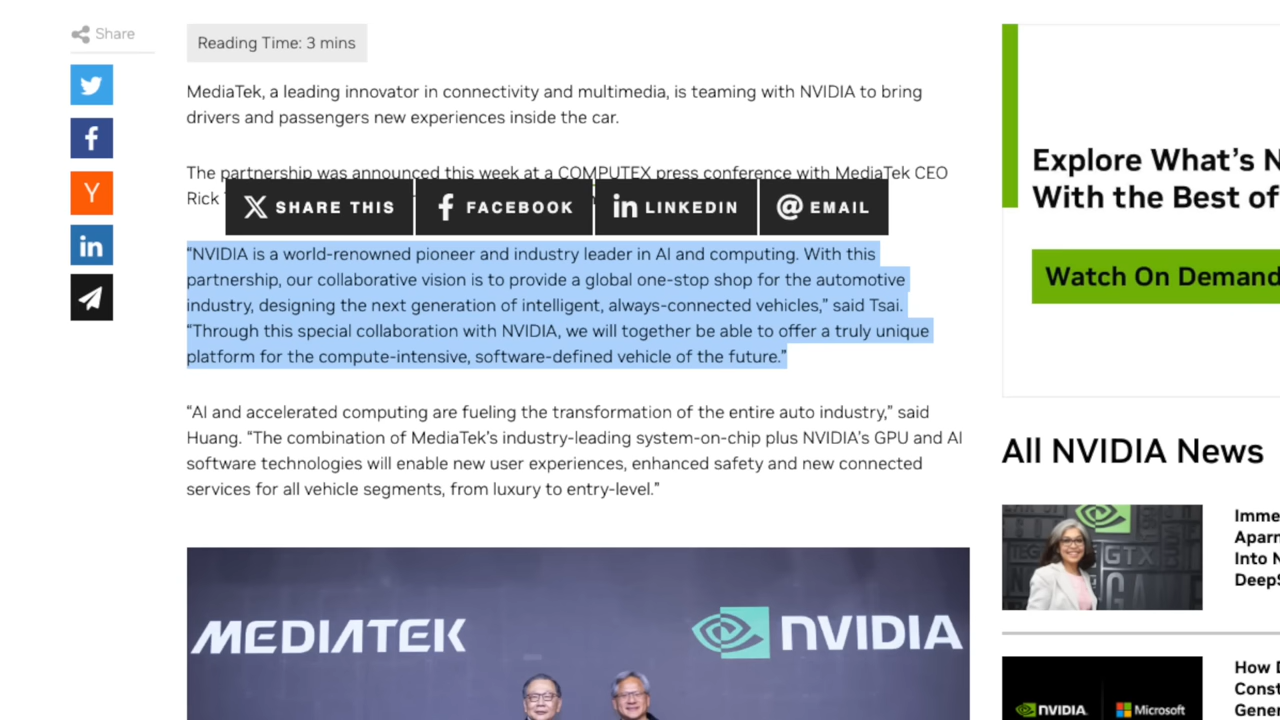 Share
Reading Time: 3 mins
MediaTek, a leading innovator in connectivity and multimedia, is teaming with NVIDIA to bring
drivers and passengers new experiences inside the car.
The partnership was announced this week at a COMPUTEX press conference with MediaTek CEO
Rick
SHARE THIS
FACEBOOK
LINKEDIN
EMAIL
“NVIDIA is a world-renowned pioneer and industry leader in AI and computing. With this
partnership, our collaborative vision is to provide a global one-stop shop for the automotive
industry, designing the next generation of intelligent, always-connected vehicles,” said Tsai.
“Through this special collaboration with NVIDIA, we will together be able to offer a truly unique
platform for the compute-intensive, software-defined vehicle of the future.”
“AI and accelerated computing are fueling the transformation of the entire auto industry,” said
Huang. “The combination of MediaTek’s industry-leading system-on-chip plus NVIDIA’s GPU and AI
software technologies will enable new user experiences, enhanced safety and new connected
services for all vehicle segments, from luxury to entry-level.”
MEDIATEK
NVIDIA
Explore What’s N
With the Best of
Watch On Demand
All NVIDIA News
GTX
Imme
Aparn
Into N
DeepS
NVIDIA
Microsoft
How D
Const
Gener